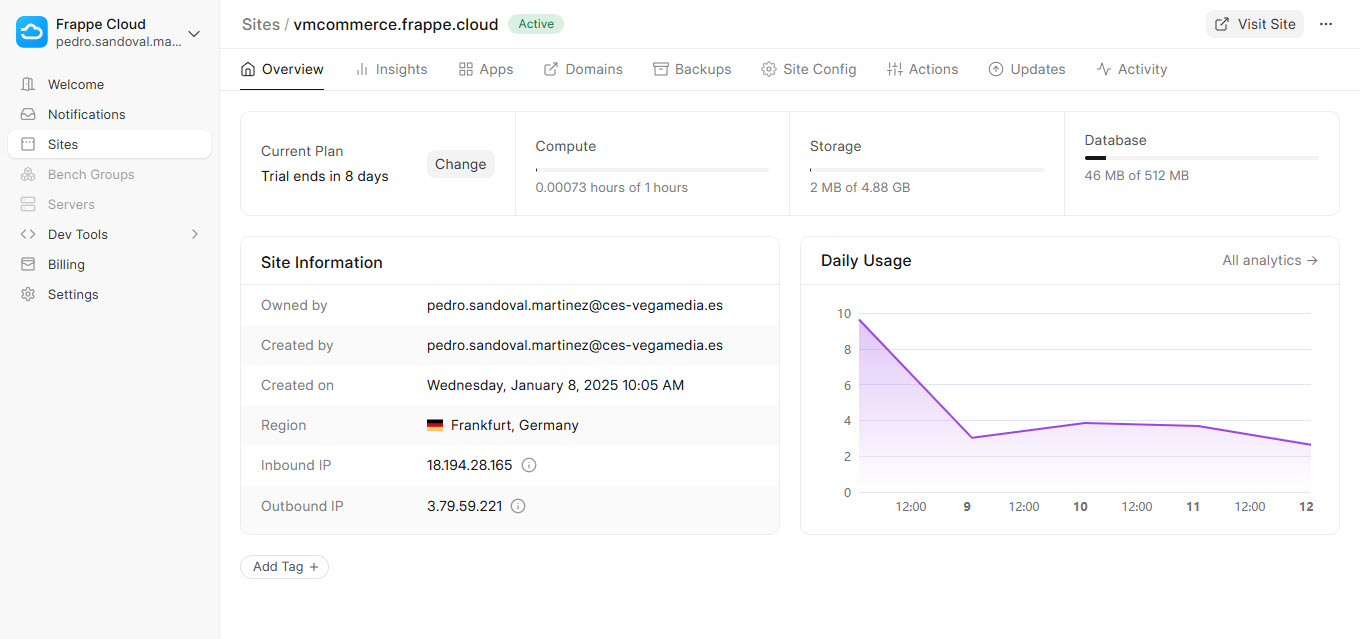 Frappe Cloud
pedro.sandoval.ma...
Welcome
Notifications
Sites
Bench Groups
Servers
Dev Tools
Billing
Settings
Sites / vmcommerce.frappe.cloud Active
Visit Site ...
Overview Insights Apps Domains Backups Site Config Actions Updates Activity
Current Plan
Trial ends in 8 days
Change
Compute
0.00073 hours of 1 hours
Storage
2 MB of 4.88 GB
Database
46 MB of 512 MB
Site Information
Owned by pedro.sandoval.martinez@ces-vegamedia.es
Created by pedro.sandoval.martinez@ces-vegamedia.es
Created on Wednesday, January 8, 2025 10:05 AM
Region Frankfurt, Germany
Inbound IP 18.194.28.165
Outbound IP 3.79.59.221
Daily Usage All analytics →
10
8
6
4
2
0
12:00 9 12:00 10 12:00 11 12:00 12
Add Tag +